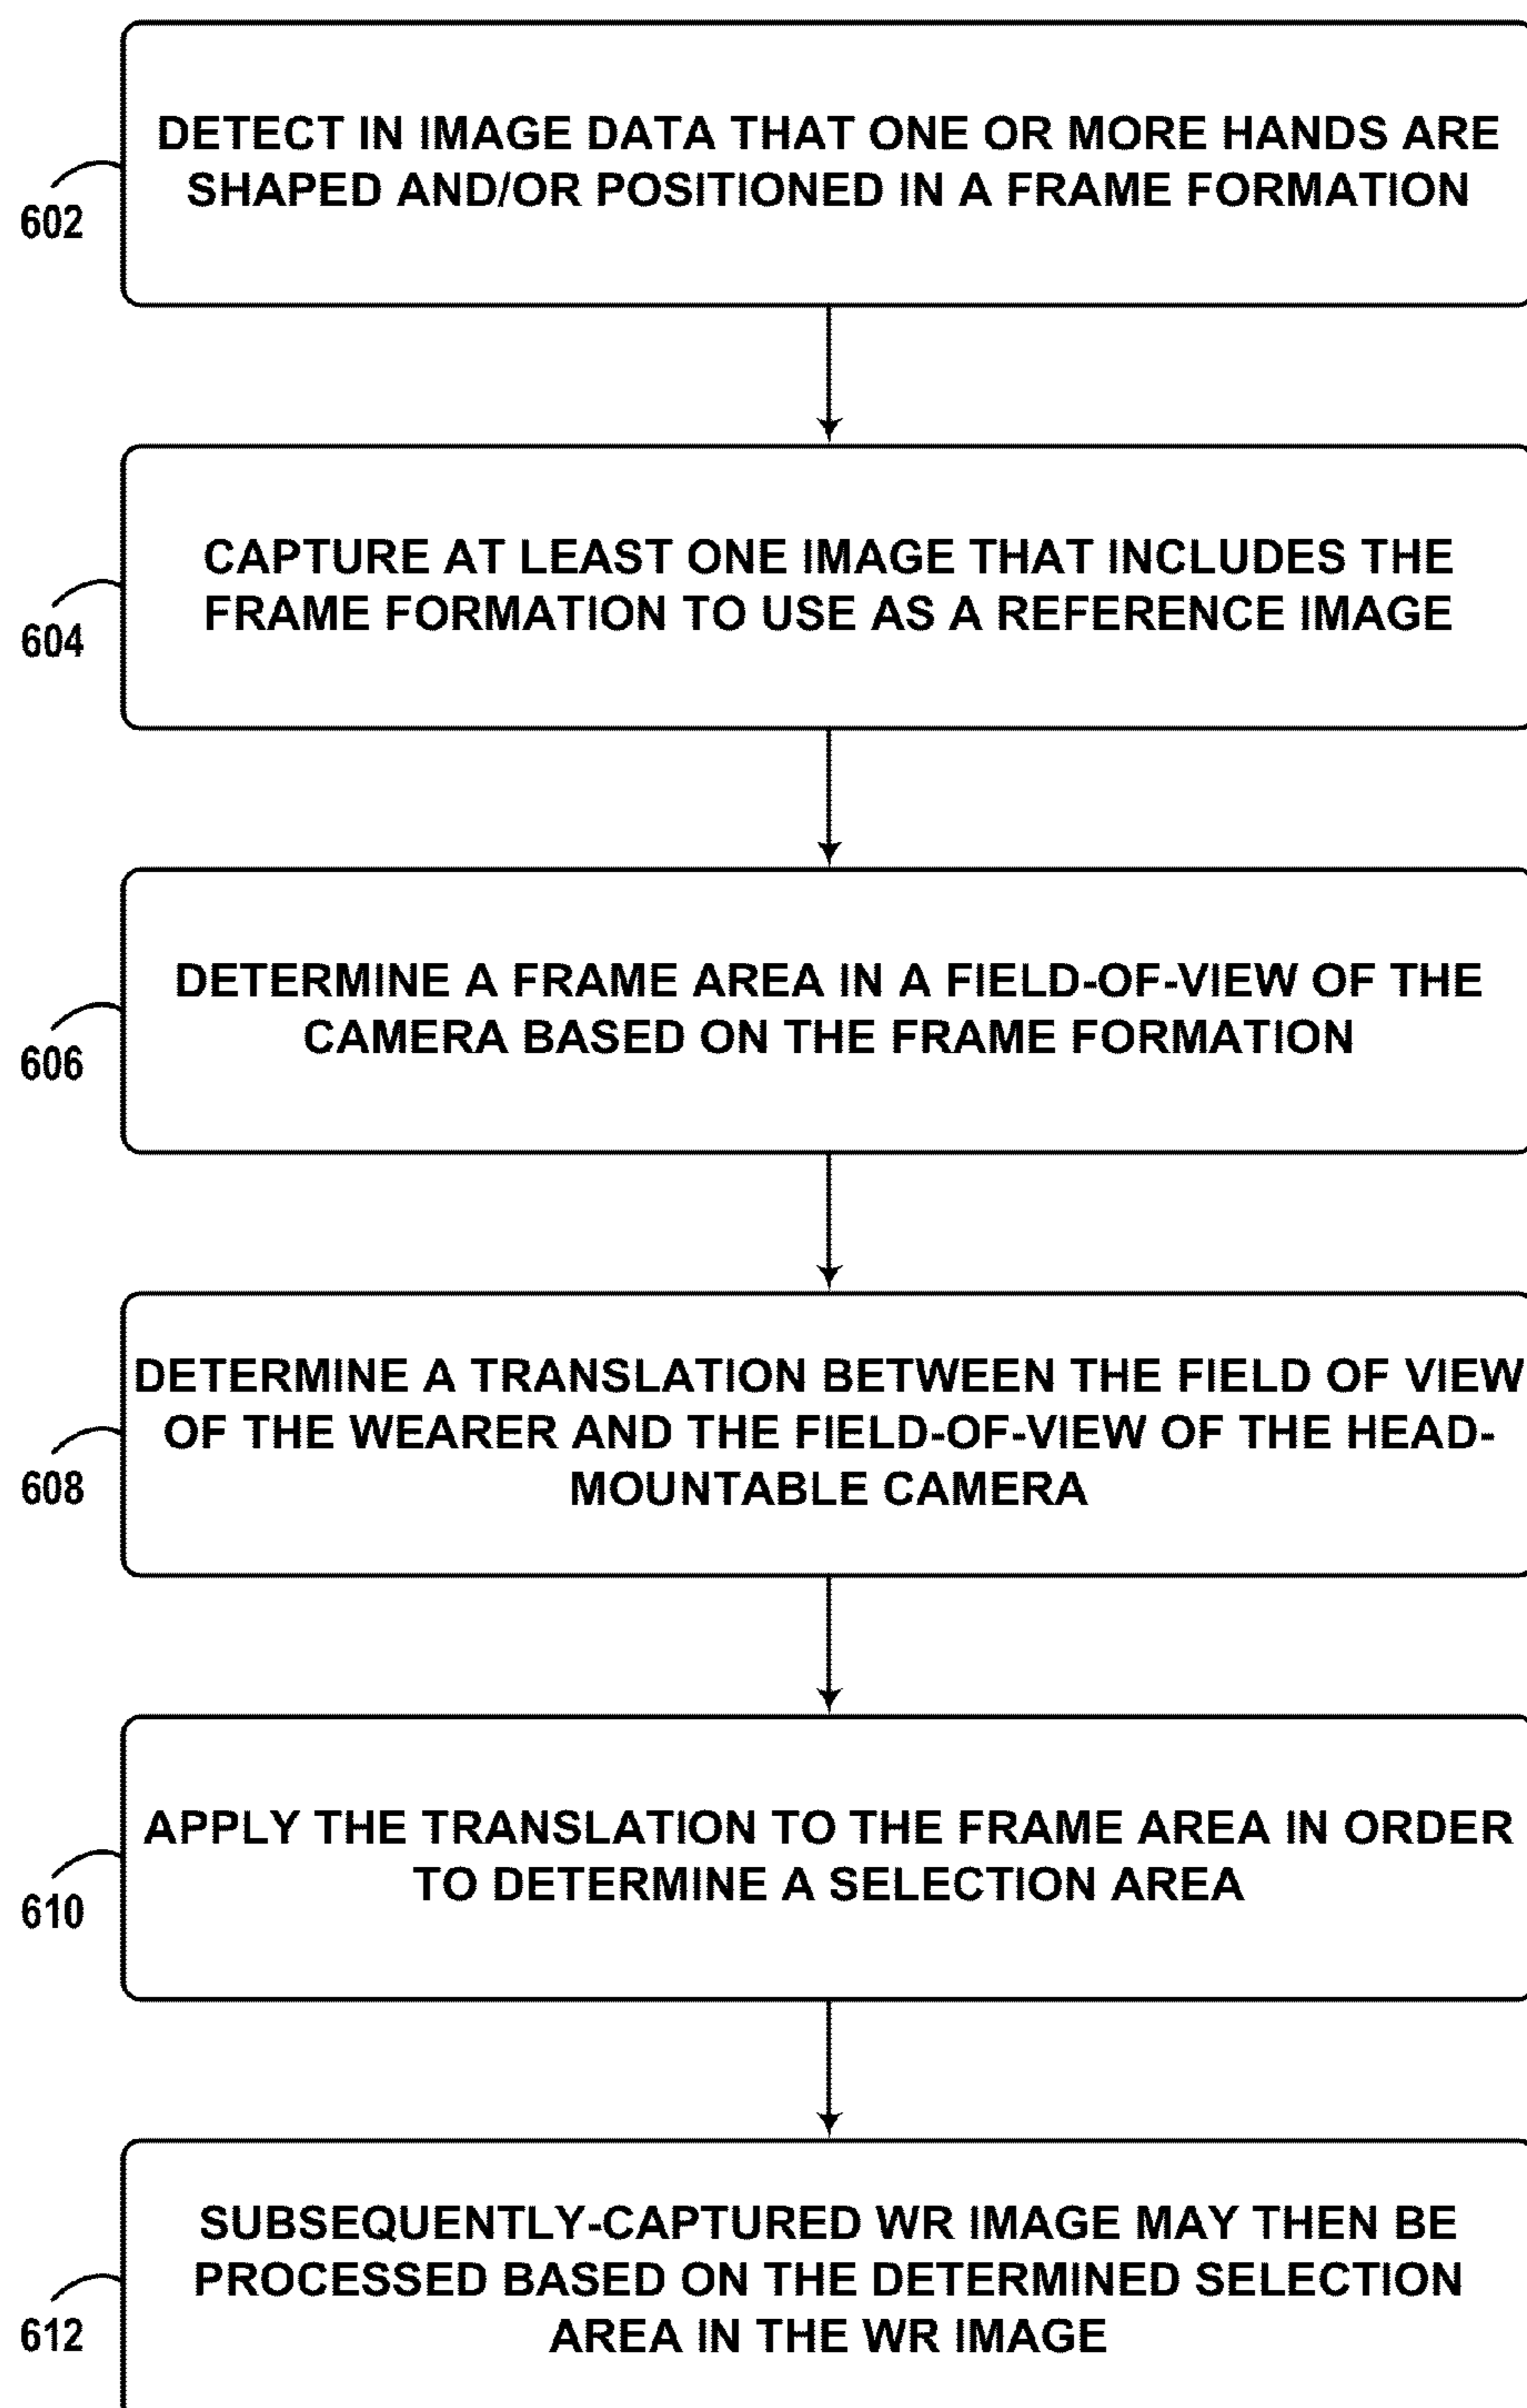 DETECT IN IMAGE DATA THAT ONE OR MORE HANDS ARE
SHAPED AND/OR POSITIONED IN A FRAME FORMATION
602
CAPTURE AT LEAST ONE IMAGE THAT INCLUDES THE
FRAME FORMATION TO USE AS A REFERENCE IMAGE
604
DETERMINE A FRAME AREA IN A FIELD-OF-VIEW OF THE
CAMERA BASED ON THE FRAME FORMATION
606
DETERMINE A TRANSLATION BETWEEN THE FIELD OF VIEW
OF THE WEARER AND THE FIELD-OF-VIEW OF THE HEAD-
MOUNTABLE CAMERA
608
APPLY THE TRANSLATION TO THE FRAME AREA IN ORDER
TO DETERMINE A SELECTION AREA
610
SUBSEQUENTLY-CAPTURED WR IMAGE MAY THEN BE
PROCESSED BASED ON THE DETERMINED SELECTION
AREA IN THE WR IMAGE
612